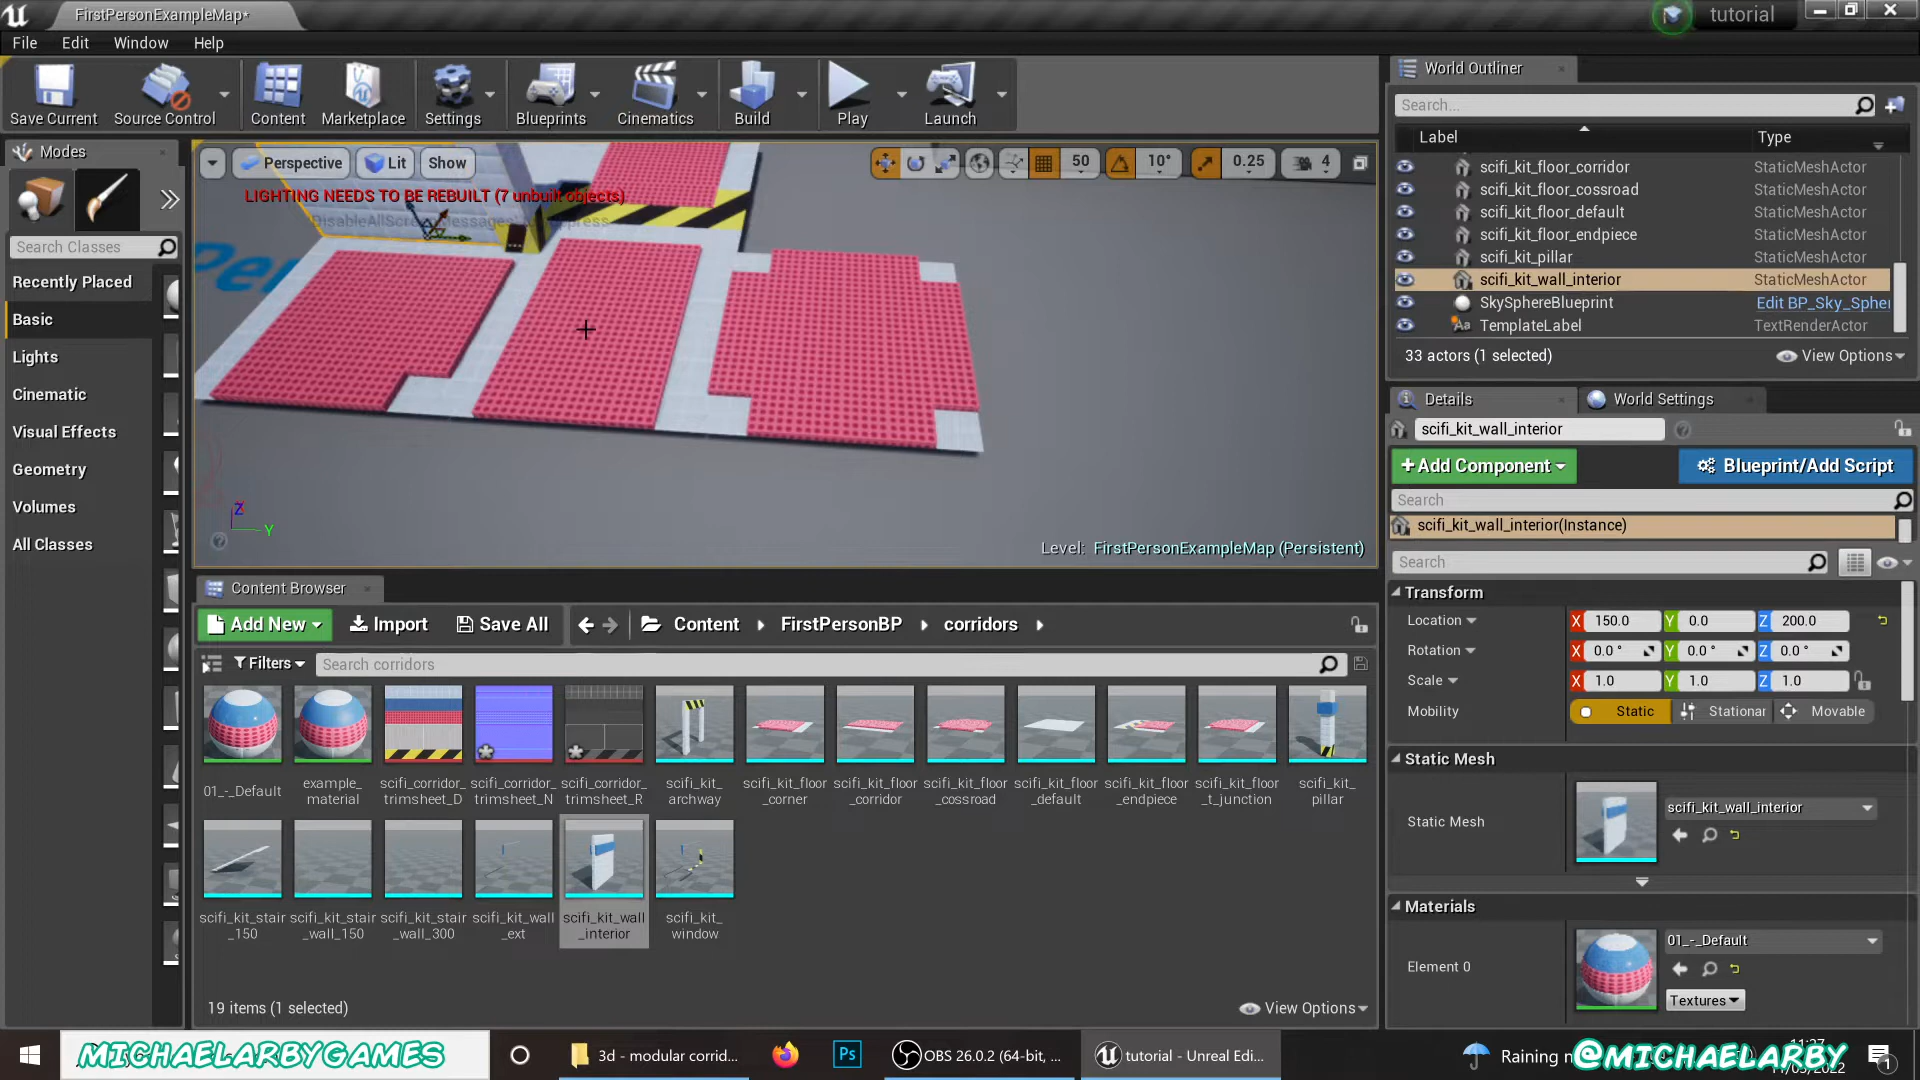 FirstPersonExampleMap*
tutorial
File Edit Window Help
Save Current Source Control Content Marketplace Settings Blueprints Cinematics Build Play Launch
Modes
Search Classes
Recently Placed
Basic
Lights
Cinematic
Visual Effects
Geometry
Volumes
All Classes
Perspective Lit Show
50 10° 0.25 4
LIGHTING NEEDS TO BE REBUILT (7 unbuilt objects)
Z
Y
Level: FirstPersonExampleMap (Persistent)
Content Browser
Add New Import Save All Content FirstPersonBP corridors
Filters Search corridors
01_-_Default
example_
material
scifi_corridor_
trimsheet_D
scifi_corridor_
trimsheet_N
scifi_corridor_
trimsheet_R
scifi_kit_
archway
scifi_kit_floor
_corner
scifi_kit_floor
_corridor
scifi_kit_floor
_cossroad
scifi_kit_floor
_default
scifi_kit_floor
_endpiece
scifi_kit_floor
_t_junction
scifi_kit_
pillar
scifi_kit_stair
_150
scifi_kit_stair
_wall_150
scifi_kit_stair
_wall_300
scifi_kit_wall
_ext
scifi_kit_wall
_interior
scifi_kit_
window
19 items (1 selected)
View Options
World Outliner
Search...
Label Type
scifi_kit_floor_corridor StaticMeshActor
scifi_kit_floor_cossroad StaticMeshActor
scifi_kit_floor_default StaticMeshActor
scifi_kit_floor_endpiece StaticMeshActor
scifi_kit_pillar StaticMeshActor
scifi_kit_wall_interior StaticMeshActor
SkySphereBlueprint Edit BP_Sky_Spher
TemplateLabel TextRenderActor
33 actors (1 selected) View Options
Details World Settings
scifi_kit_wall_interior
+Add Component Blueprint/Add Script
Search
scifi_kit_wall_interior(Instance)
Search
Transform
Location X 150.0 Y 0.0 Z 200.0
Rotation X 0.0° Y 0.0° Z 0.0°
Scale X 1.0 Y 1.0 Z 1.0
Mobility Static Stationar Movable
Static Mesh
Static Mesh
scifi_kit_wall_interior
Materials
Element 0
01_-_Default
Textures
MICHAELARBYGAMES
3d - modular corrid...
Ps
OBS 26.0.2 (64-bit, ...
tutorial - Unreal Edi...
Raining
@MICHAELARBY
1